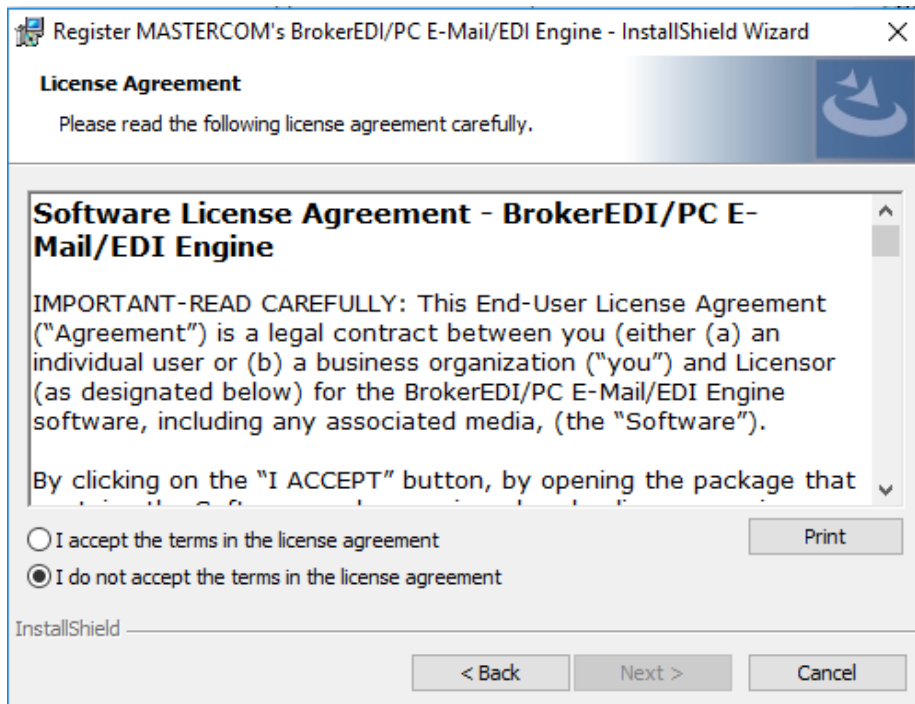 Register MASTERCOM's BrokerEDI/PC E-Mail/EDI Engine - InstallShield Wizard
License Agreement
Please read the following license agreement carefully.
Software License Agreement - BrokerEDI/PC E-
Mail/EDI Engine
IMPORTANT-READ CAREFULLY: This End-User License Agreement
(“Agreement”) is a legal contract between you (either (a) an
individual user or (b) a business organization (“you”) and Licensor
(as designated below) for the BrokerEDI/PC E-Mail/EDI Engine
software, including any associated media, (the “Software”).
By clicking on the “I ACCEPT” button, by opening the package that
I accept the terms in the license agreement
Print
I do not accept the terms in the license agreement
InstallShield
< Back
Next >
Cancel